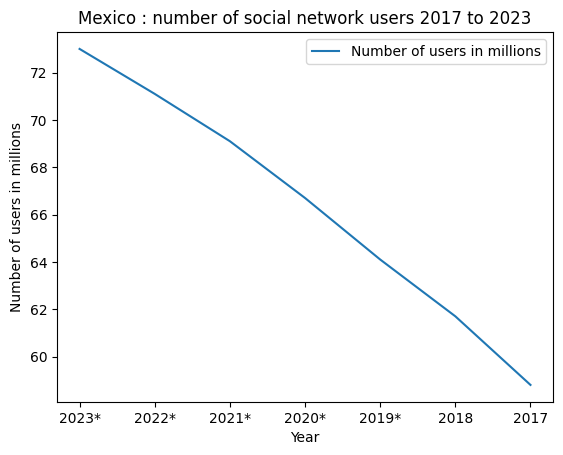 Mexico : number of social network users 2017 to 2023
Number of users in millions
Number of users in millions
72
70
68
66
64
62
60
2023* 2022* 2021* 2020* 2019* 2018 2017
Year